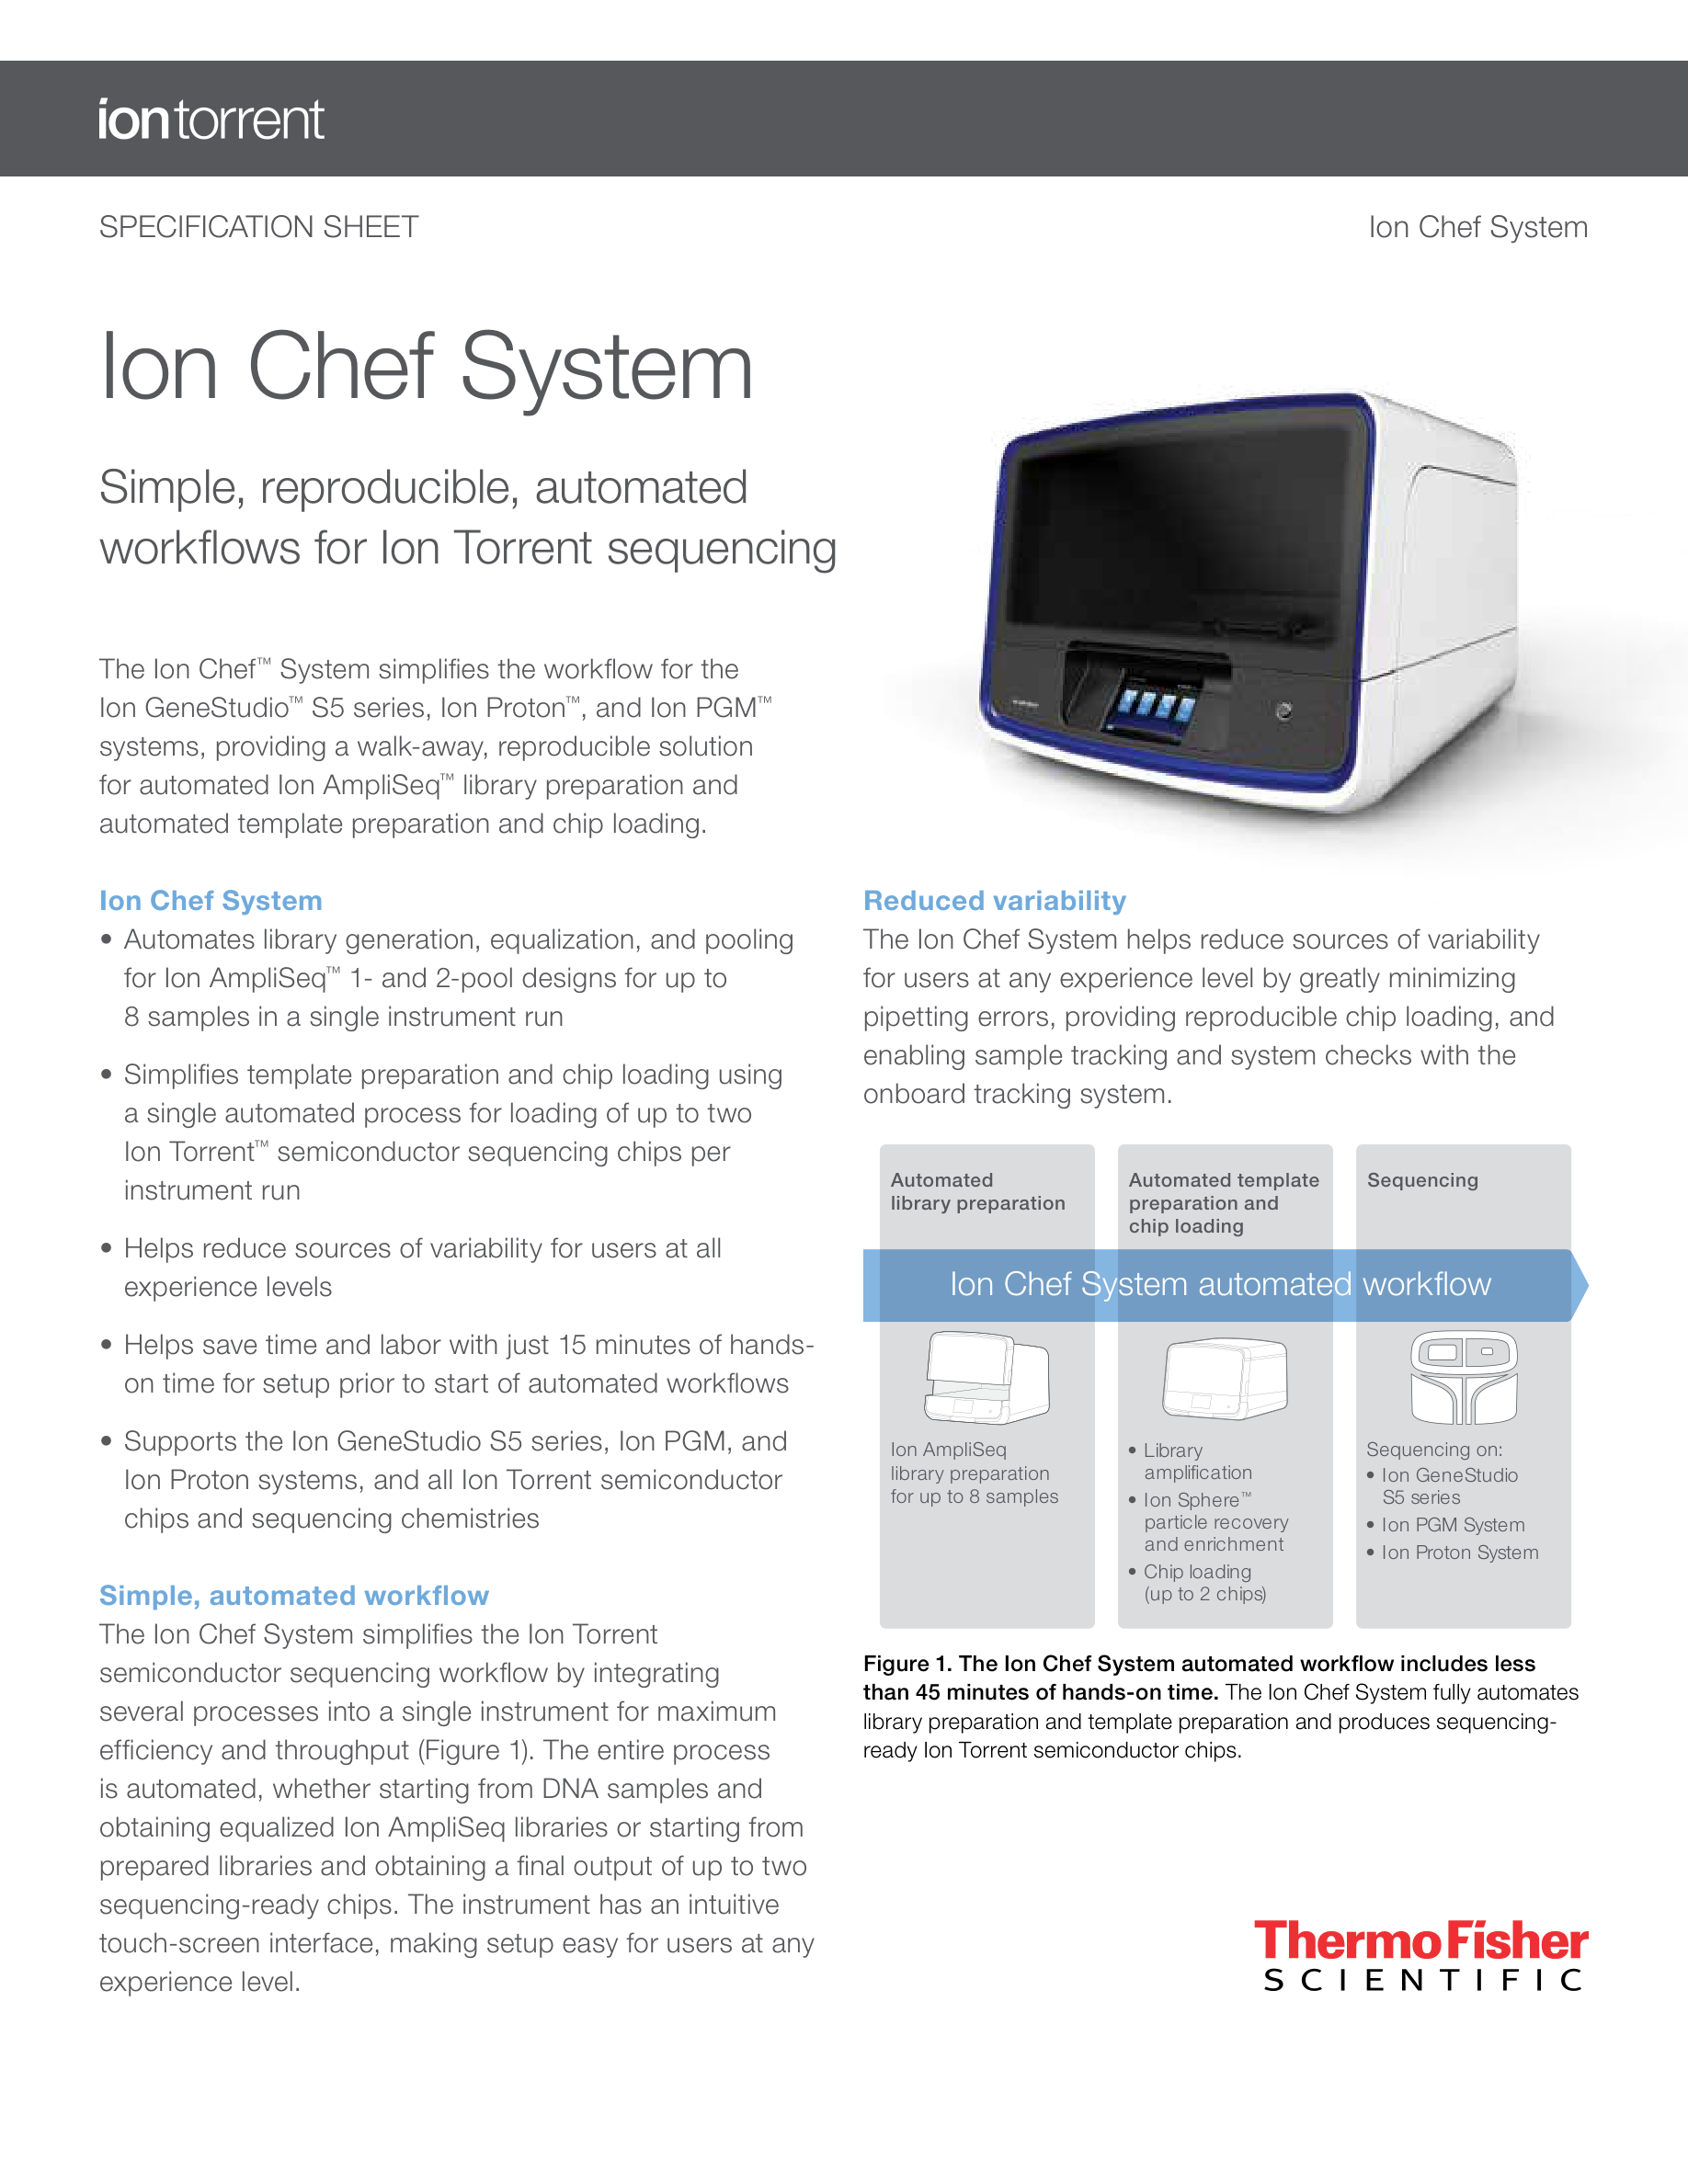 iontorrent
SPECIFICATION SHEET
Ion Chef System
Ion Chef System
Simple, reproducible, automated
workflows for Ion Torrent sequencing
The Ion Chef™ System simplifies the workflow for the
Ion GeneStudio™ S5 series, Ion Proton™, and Ion PGM™
systems, providing a walk-away, reproducible solution
for automated Ion AmpliSeq™ library preparation and
automated template preparation and chip loading.
Ion Chef System
• Automates library generation, equalization, and pooling
for Ion AmpliSeq™ 1- and 2-pool designs for up to
8 samples in a single instrument run
• Simplifies template preparation and chip loading using
a single automated process for loading of up to two
Ion Torrent™ semiconductor sequencing chips per
instrument run
• Helps reduce sources of variability for users at all
experience levels
• Helps save time and labor with just 15 minutes of hands-
on time for setup prior to start of automated workflows
• Supports the Ion GeneStudio S5 series, Ion PGM, and
Ion Proton systems, and all Ion Torrent semiconductor
chips and sequencing chemistries
Simple, automated workflow
The Ion Chef System simplifies the Ion Torrent
semiconductor sequencing workflow by integrating
several processes into a single instrument for maximum
efficiency and throughput (Figure 1). The entire process
is automated, whether starting from DNA samples and
obtaining equalized Ion AmpliSeq libraries or starting from
prepared libraries and obtaining a final output of up to two
sequencing-ready chips. The instrument has an intuitive
touch-screen interface, making setup easy for users at any
experience level.
Reduced variability
The Ion Chef System helps reduce sources of variability
for users at any experience level by greatly minimizing
pipetting errors, providing reproducible chip loading, and
enabling sample tracking and system checks with the
onboard tracking system.
Automated
library preparation
Automated template
preparation and
chip loading
Sequencing
Ion Chef System automated workflow
Ion AmpliSeq
library preparation
for up to 8 samples
• Library
amplification
• Ion Sphere™
particle recovery
and enrichment
• Chip loading
(up to 2 chips)
Sequencing on:
• Ion GeneStudio
S5 series
• Ion PGM System
• Ion Proton System
Figure 1. The Ion Chef System automated workflow includes less
than 45 minutes of hands-on time. The Ion Chef System fully automates
library preparation and template preparation and produces sequencing-
ready Ion Torrent semiconductor chips.
ThermoFisher
SCIENTIFIC